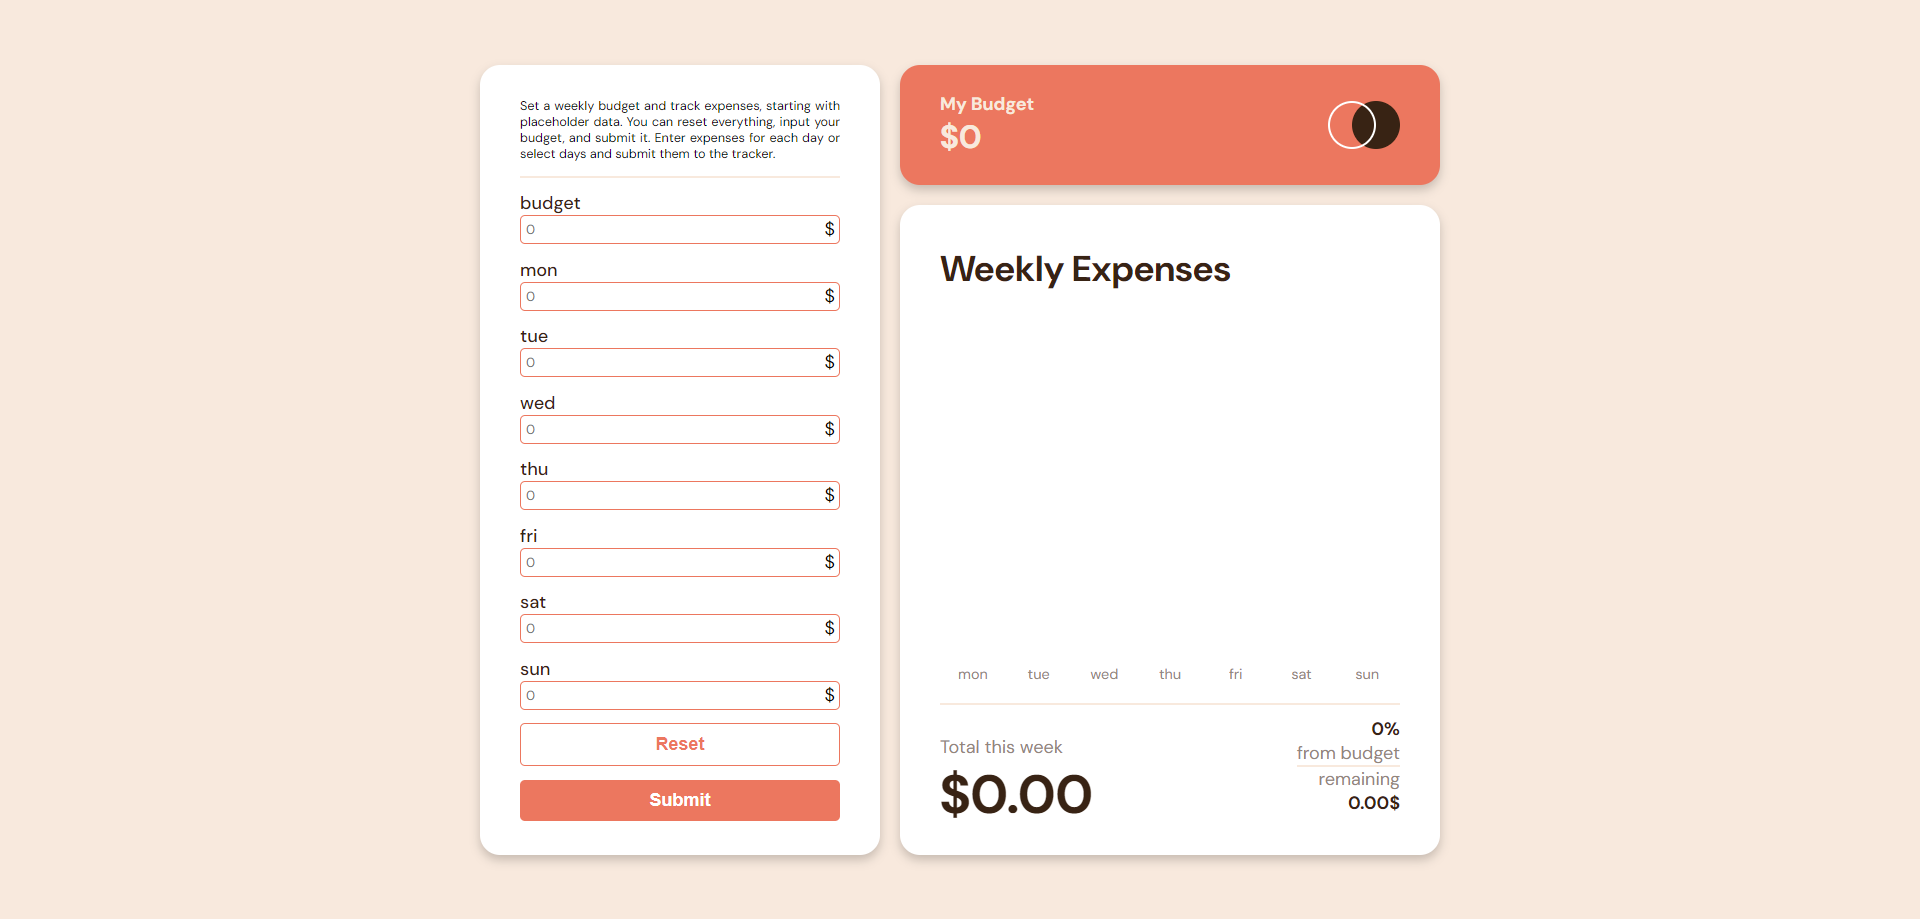 Set a weekly budget and track expenses, starting with
placeholder data. You can reset everything, input your
budget, and submit it. Enter expenses for each day or
select days and submit them to the tracker.
budget
0 $
mon
0 $
tue
0 $
wed
0 $
thu
0 $
fri
0 $
sat
0 $
sun
0 $
Reset
Submit
My Budget
$0
Weekly Expenses
mon tue wed thu fri sat sun
Total this week
$0.00
0%
from budget
remaining
0.00$